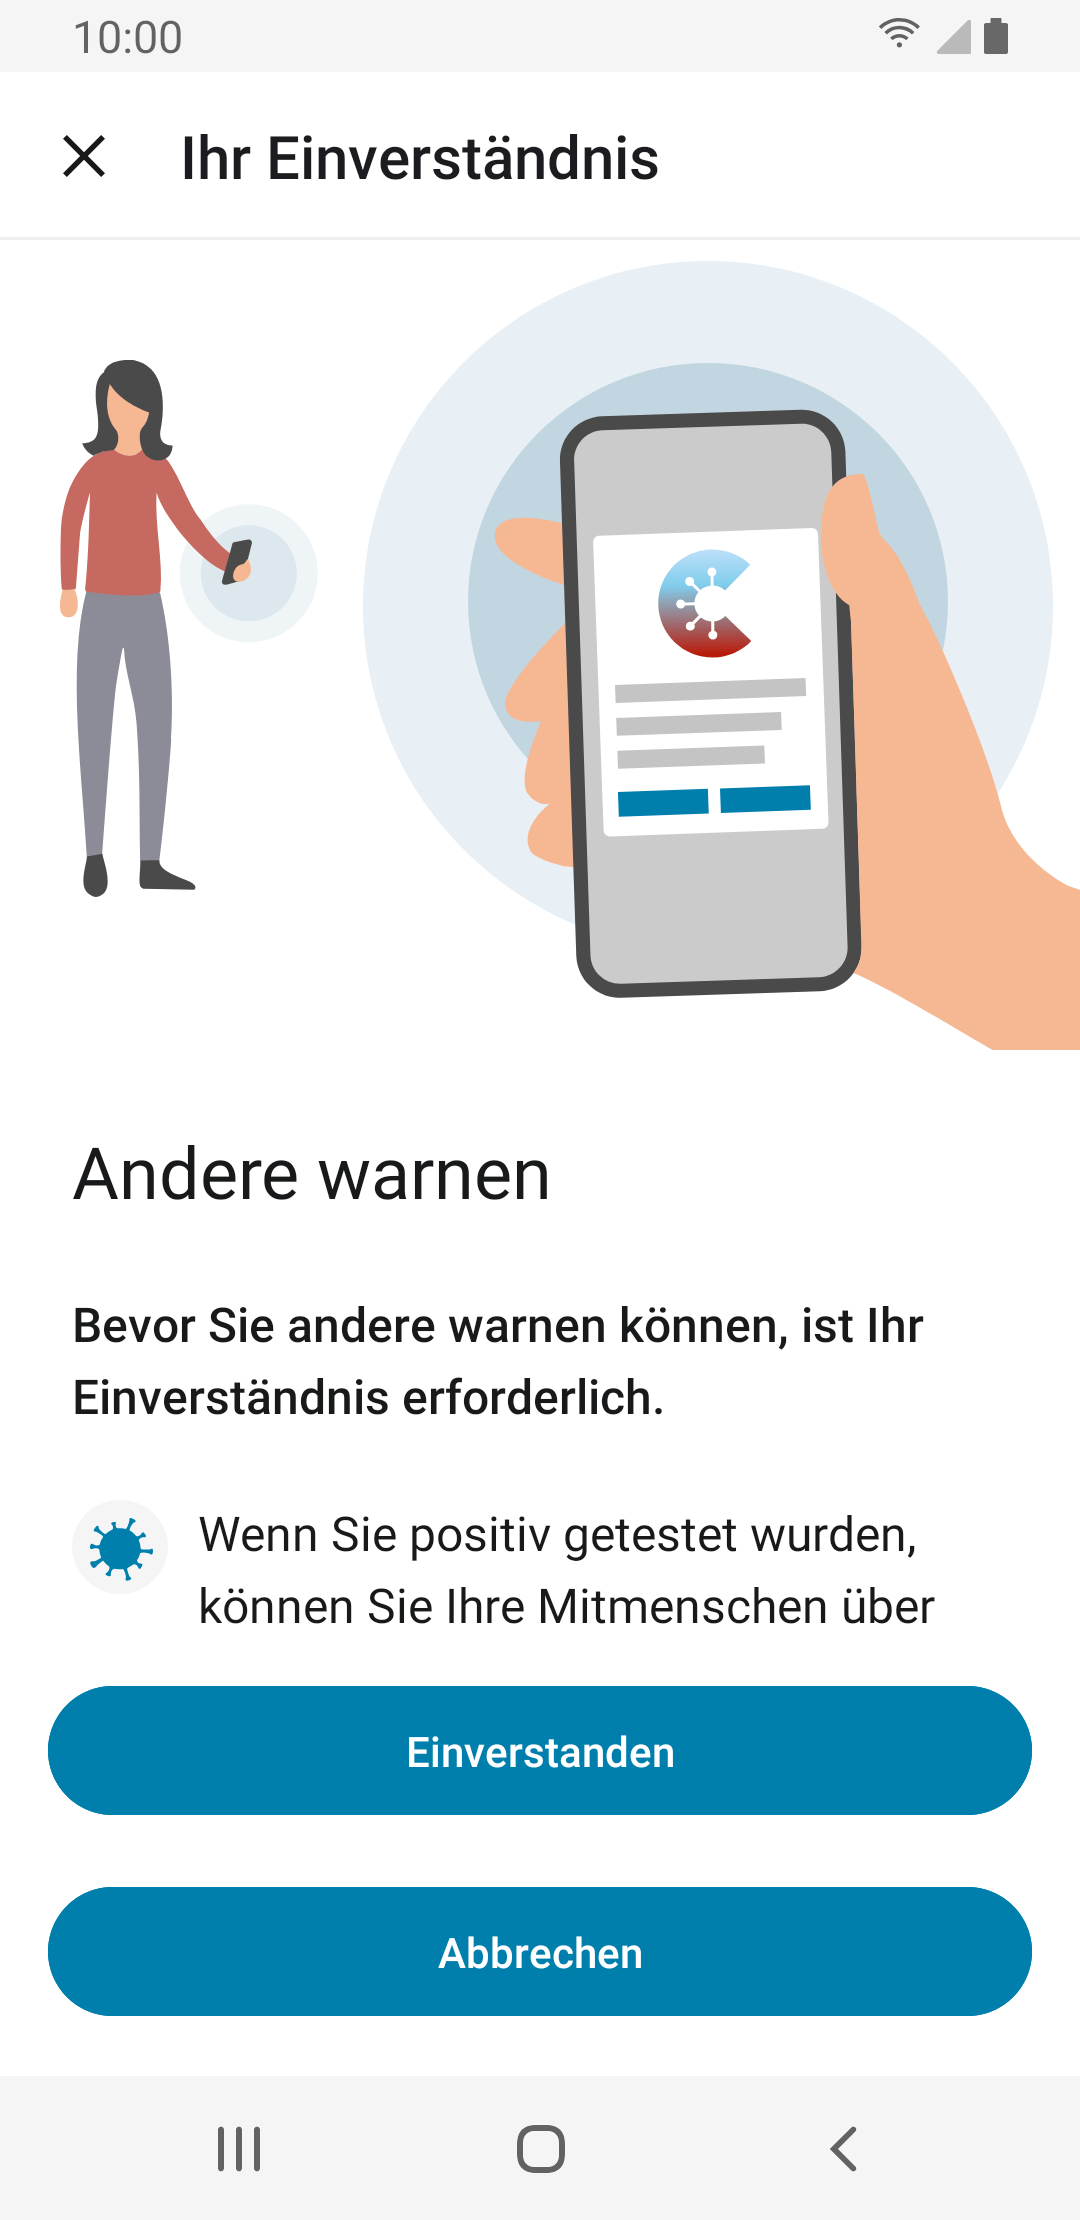 10:00
Ihr Einverständnis
Andere warnen
Bevor Sie andere warnen können, ist Ihr
Einverständnis erforderlich.
Wenn Sie positiv getestet wurden,
können Sie Ihre Mitmenschen über
Einverstanden
Abbrechen